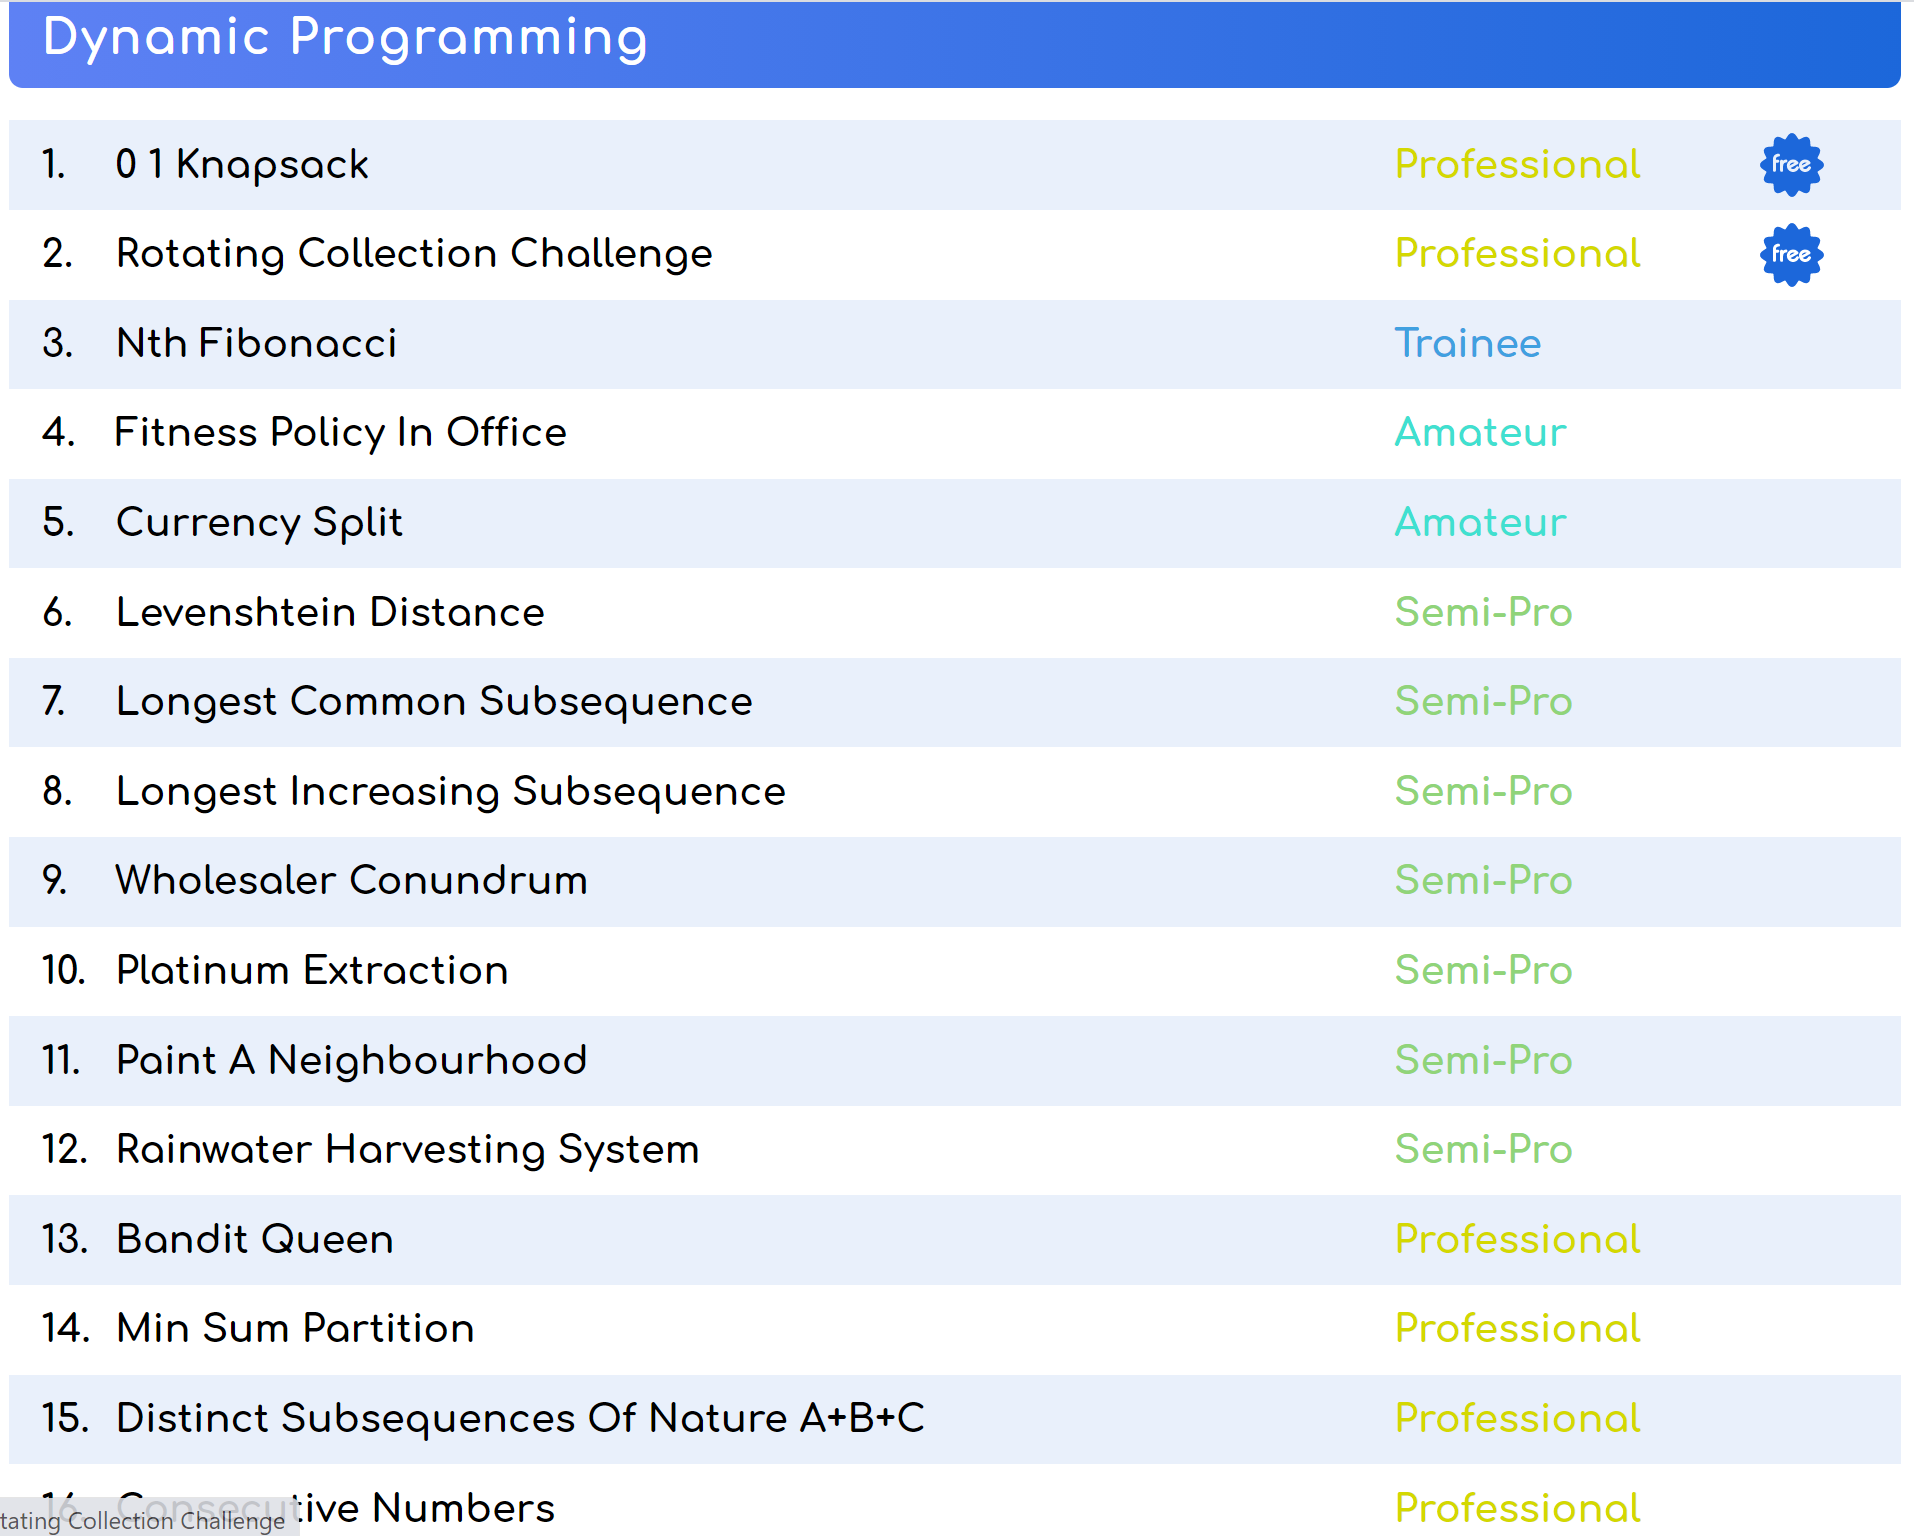 Dynamic Programming
1. 0 1 Knapsack Professional free
2. Rotating Collection Challenge Professional free
3. Nth Fibonacci Trainee
4. Fitness Policy In Office Amateur
5. Currency Split Amateur
6. Levenshtein Distance Semi-Pro
7. Longest Common Subsequence Semi-Pro
8. Longest Increasing Subsequence Semi-Pro
9. Wholesaler Conundrum Semi-Pro
10. Platinum Extraction Semi-Pro
11. Paint A Neighbourhood Semi-Pro
12. Rainwater Harvesting System Semi-Pro
13. Bandit Queen Professional
14. Min Sum Partition Professional
15. Distinct Subsequences Of Nature A+B+C Professional
16. Consecutive Numbers Professional
tating Collection Challenge